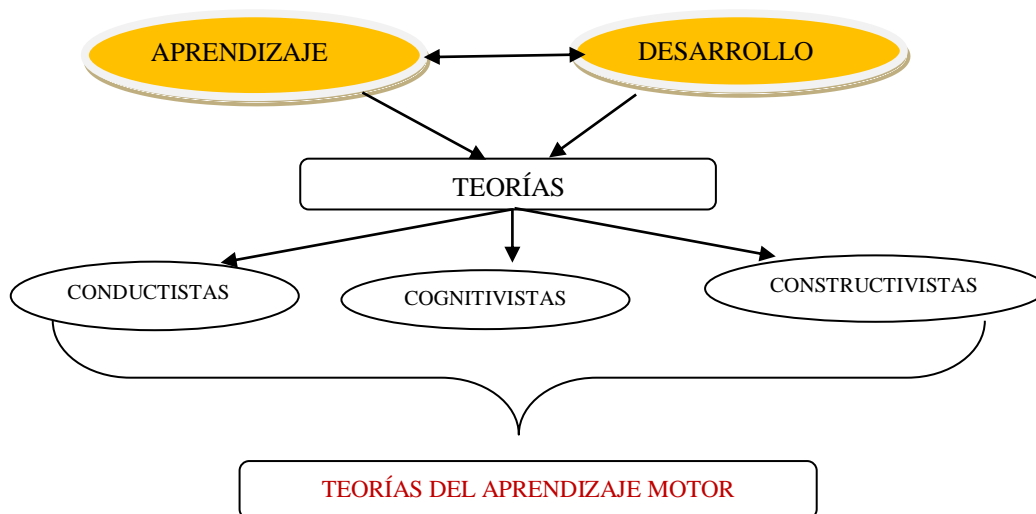 APRENDIZAJE
DESARROLLO
TEORÍAS
CONDUCTISTAS
COGNITIVISTAS
CONSTRUCTIVISTAS
TEORÍAS DEL APRENDIZAJE MOTOR